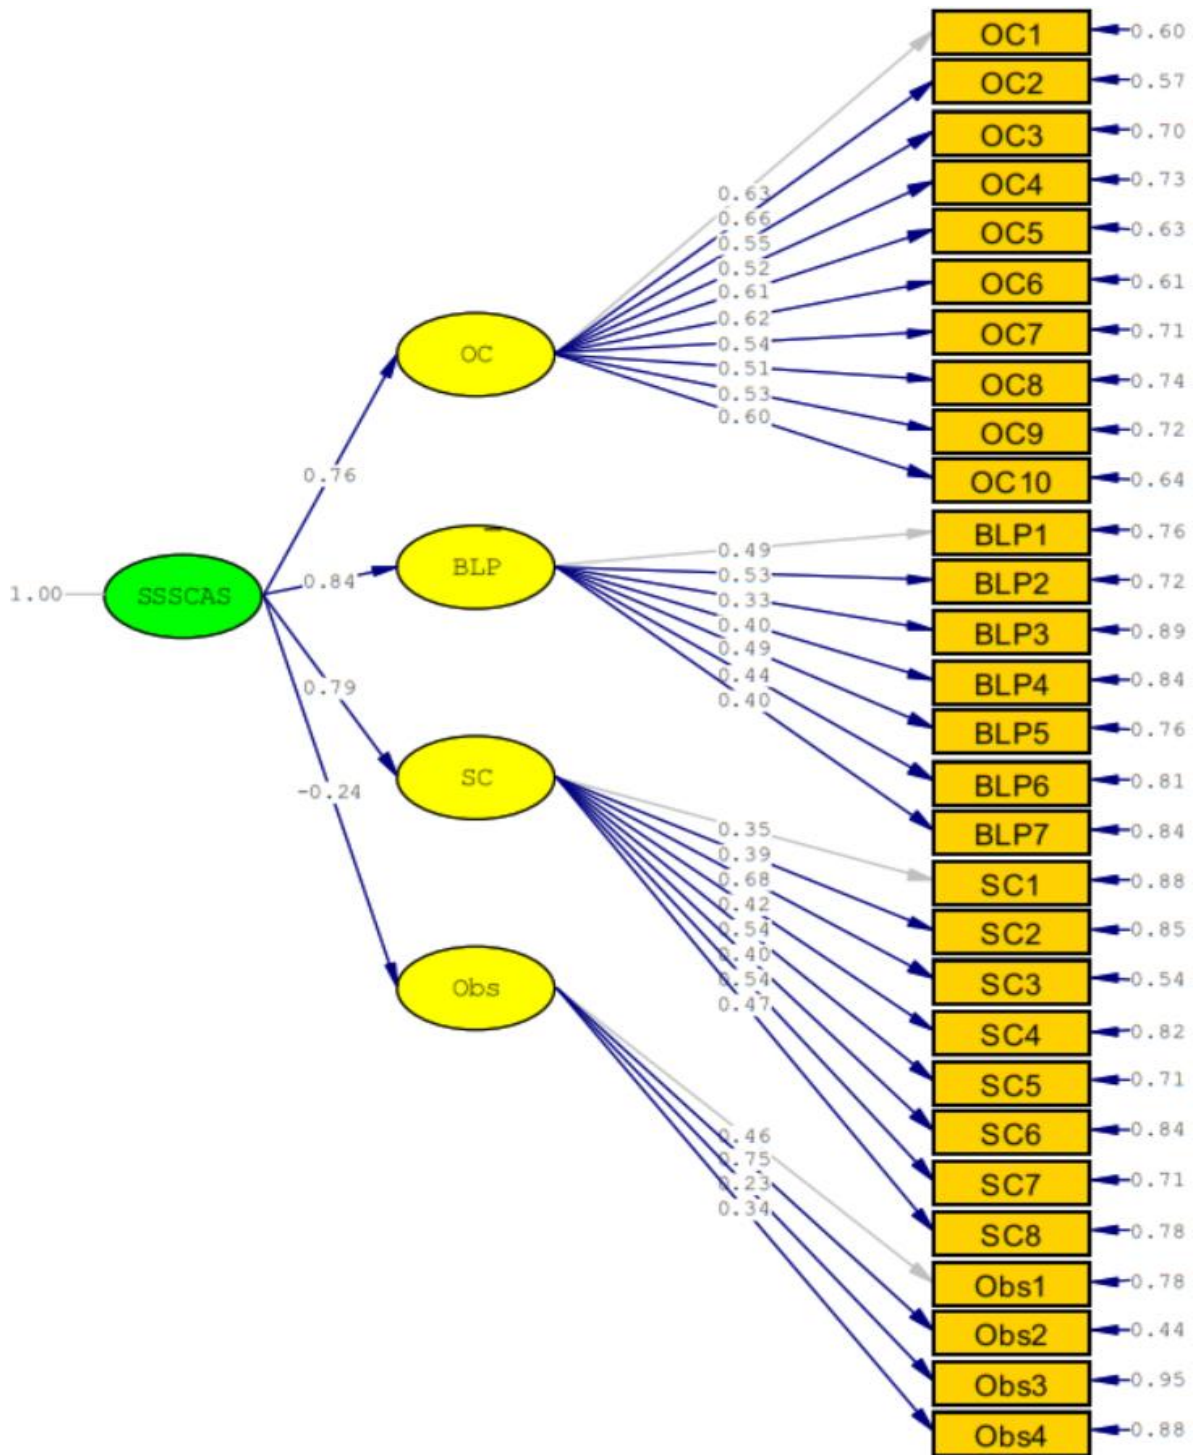 OC1 0.60
OC2 0.57
OC3 0.70
OC4 0.73
0.63
0.66
OC5 0.63
0.55
0.52
OC6 0.61
0.61
0.62
OC7 0.71
OC
0.54
0.51
OC8 0.74
0.53
0.60
OC9 0.72
0.76
OC10 0.64
BLP1 0.76
0.49
BLP
0.53
BLP2 0.72
0.84
1.00 SSSCAS
0.33
0.40
BLP3 0.89
0.49
0.44
BLP4 0.84
0.79
0.40
BLP5 0.76
SC
BLP6 0.81
-0.24
0.35
BLP7 0.84
0.39
0.68
SC1 0.88
0.42
0.54
SC2 0.85
0.40
0.54
SC3 0.54
Obs
0.47
SC4 0.82
SC5 0.71
SC6 0.84
0.46
0.75
SC7 0.71
0.23
0.34
SC8 0.78
Obs1 0.78
Obs2 0.44
Obs3 0.95
Obs4 0.88